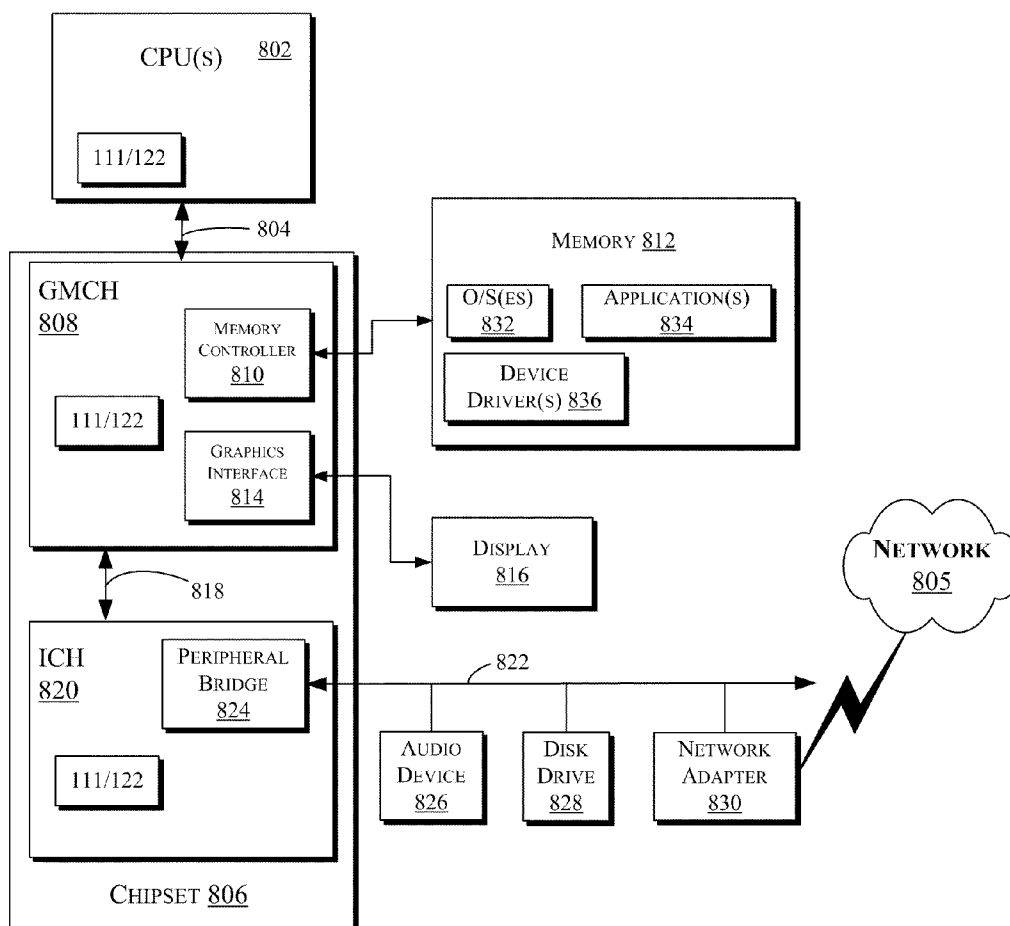 CPU(S) 802
111/122
804
GMCH
808
MEMORY
CONTROLLER
810
111/122
GRAPHICS
INTERFACE
814
MEMORY 812
O/S(ES)
832
APPLICATION(S)
834
DEVICE
DRIVER(S) 836
DISPLAY
816
NETWORK
805
818
ICH
820
PERIPHERAL
BRIDGE
824
111/122
822
AUDIO
DEVICE
826
DISK
DRIVE
828
NETWORK
ADAPTER
830
CHIPSET 806